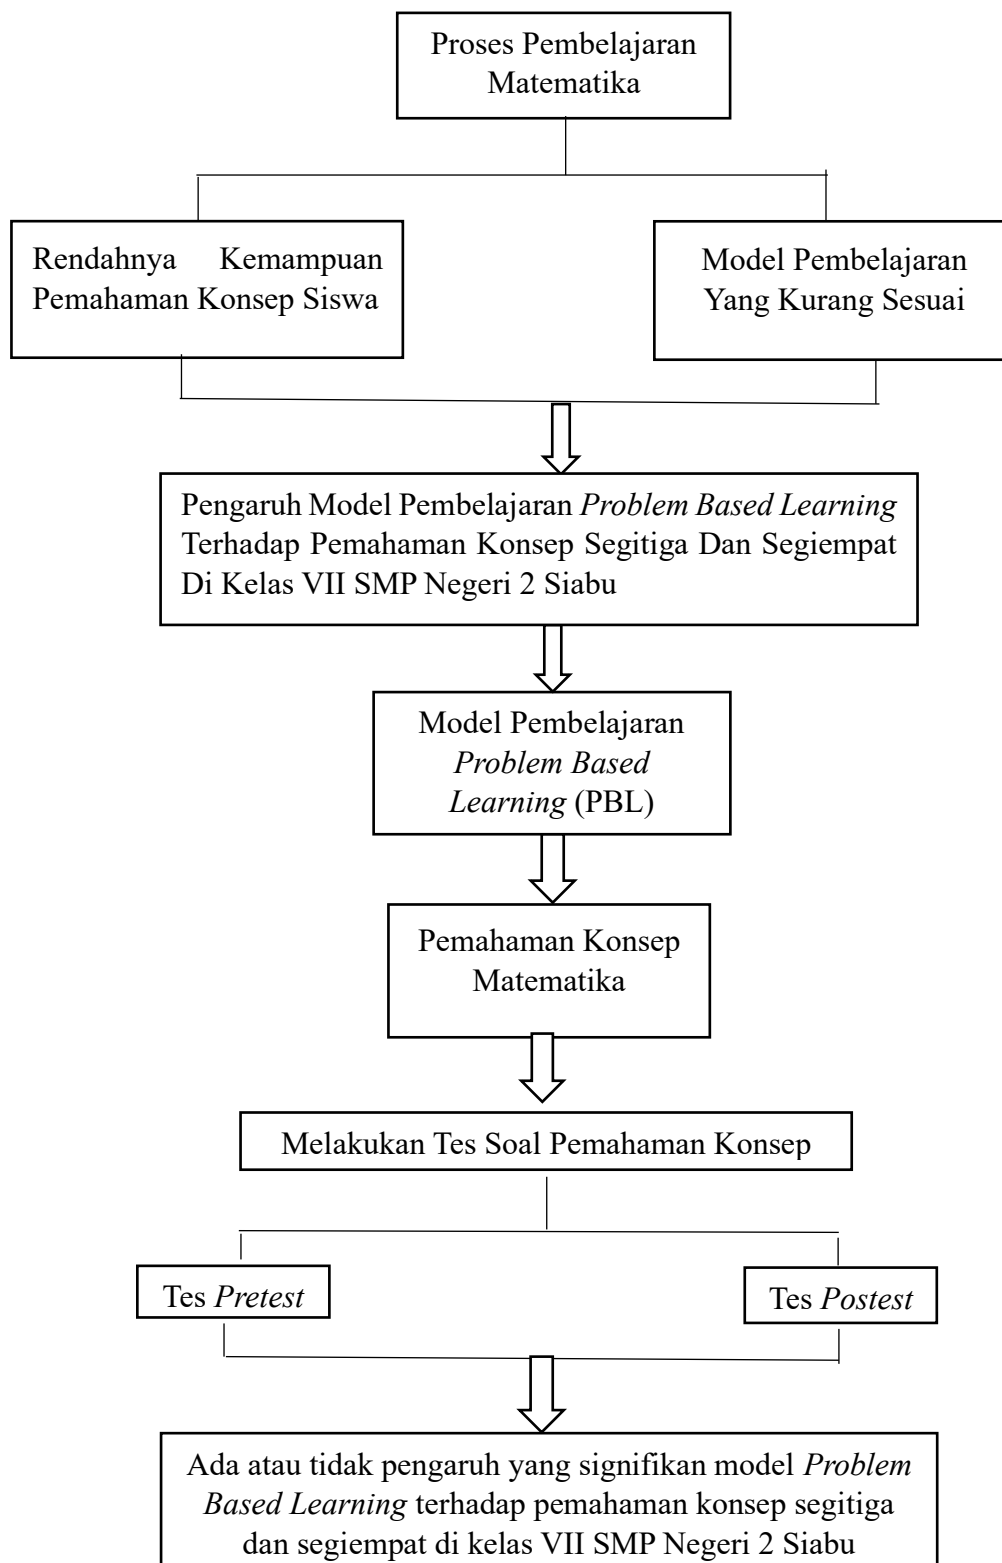 Proses Pembelajaran
Matematika
Rendahnya Kemampuan
Pemahaman Konsep Siswa
Model Pembelajaran
Yang Kurang Sesuai
Pengaruh Model Pembelajaran Problem Based Learning
Terhadap Pemahaman Konsep Segitiga Dan Segiempat
Di Kelas VII SMP Negeri 2 Siabu
Model Pembelajaran
Problem Based
Learning (PBL)
Pemahaman Konsep
Matematika
Melakukan Tes Soal Pemahaman Konsep
Tes Pretest
Tes Postest
Ada atau tidak pengaruh yang signifikan model Problem
Based Learning terhadap pemahaman konsep segitiga
dan segiempat di kelas VII SMP Negeri 2 Siabu